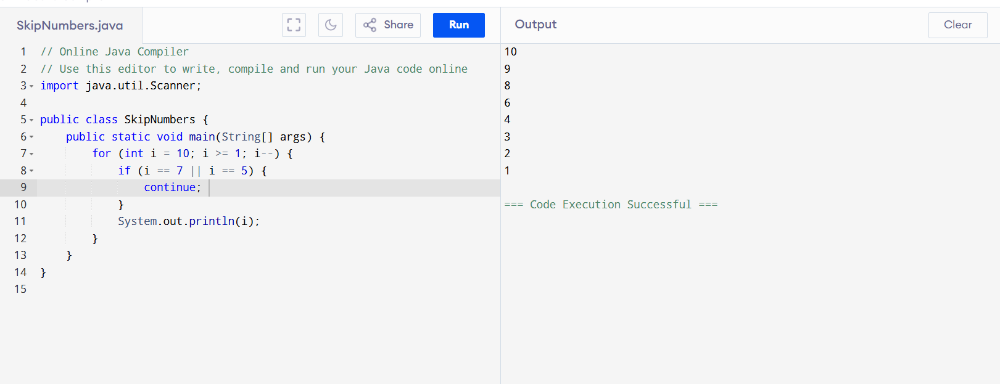 SkipNumbers.java
Share
Run
Output
Clear
1 // Online Java Compiler
2 // Use this editor to write, compile and run your Java code online
3 import java.util.Scanner;
4
5 public class SkipNumbers {
6     public static void main(String[] args) {
7         for (int i = 10; i >= 1; i--) {
8             if (i == 7 || i == 5) {
9                 continue;
10             }
11             System.out.println(i);
12         }
13     }
14 }
15
10
9
8
6
4
3
2
1
=== Code Execution Successful ===